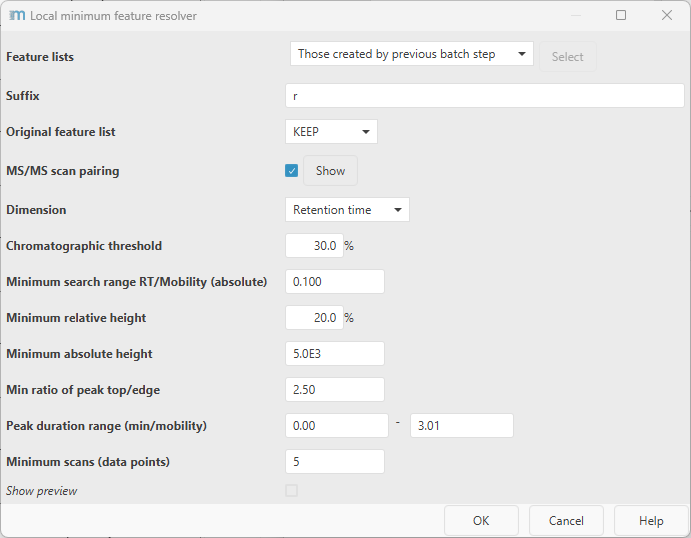 m Local minimum feature resolver
Feature lists Those created by previous batch step Select
Suffix r
Original feature list KEEP
MS/MS scan pairing Show
Dimension Retention time
Chromatographic threshold 30.0 %
Minimum search range RT/Mobility (absolute) 0.100
Minimum relative height 20.0 %
Minimum absolute height 5.0E3
Min ratio of peak top/edge 2.50
Peak duration range (min/mobility) 0.00 - 3.01
Minimum scans (data points) 5
Show preview
OK Cancel Help